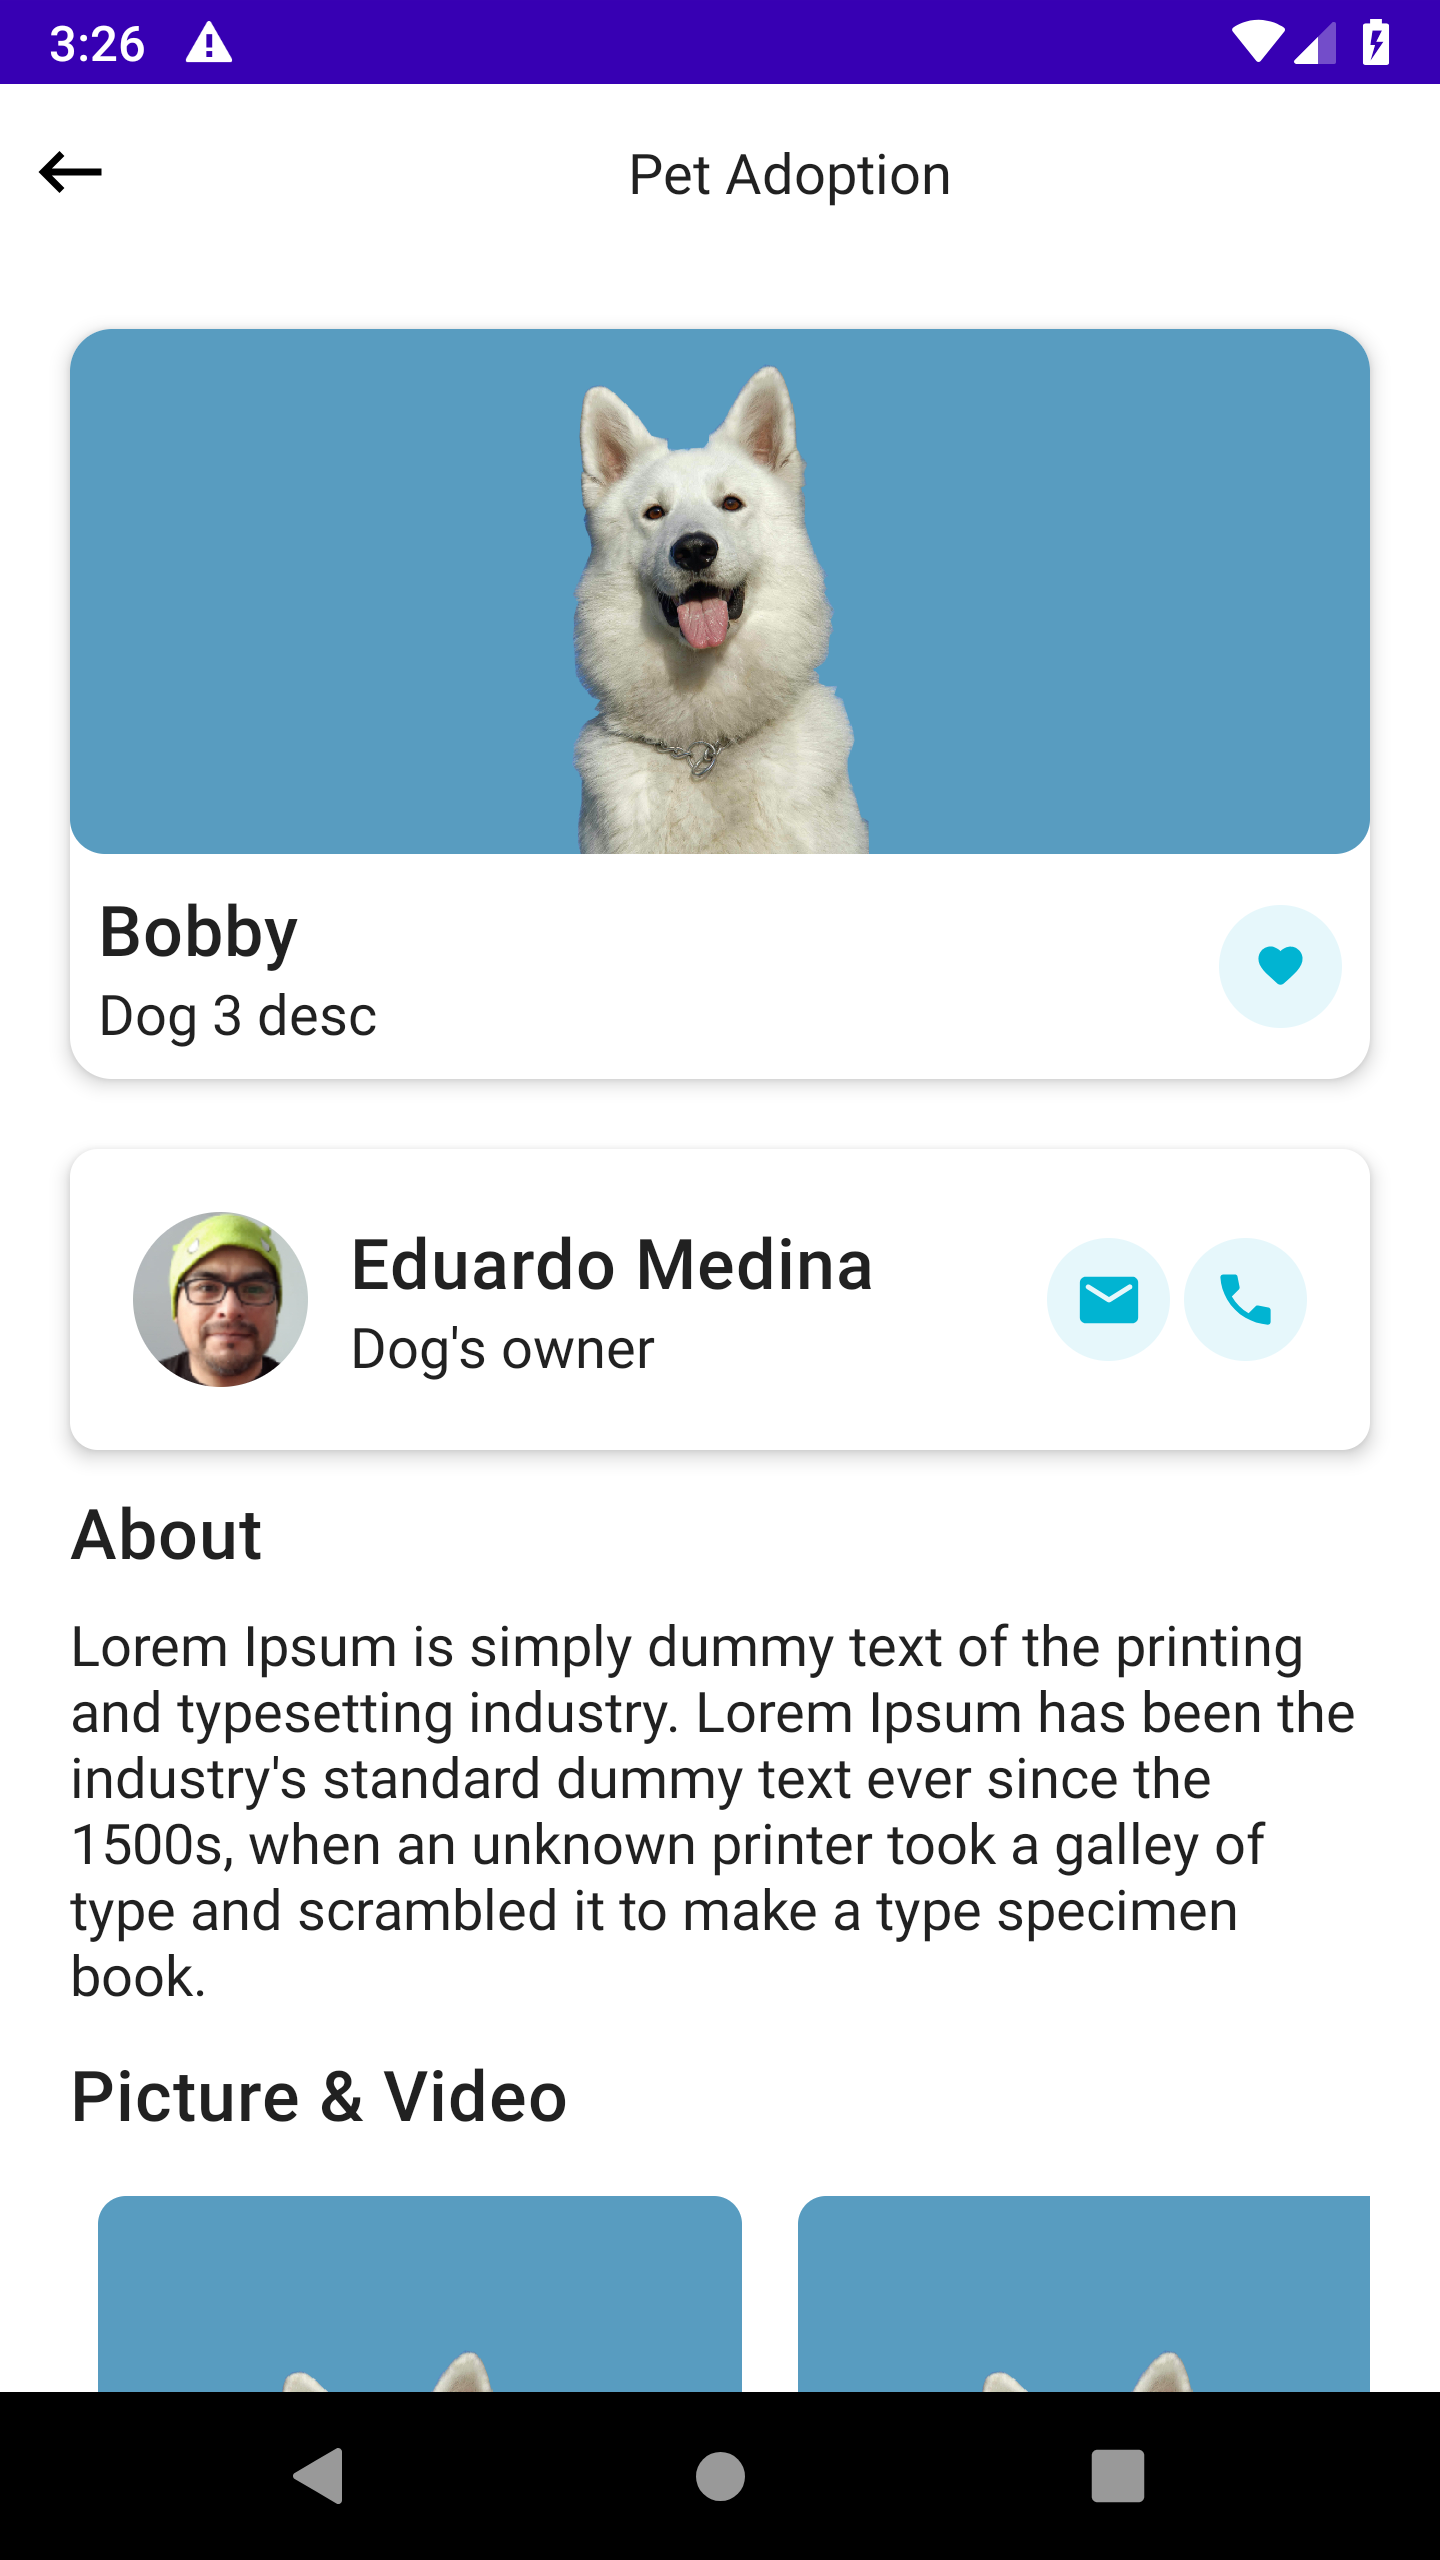 3:26
Pet Adoption
Bobby
Dog 3 desc
Eduardo Medina
Dog's owner
About
Lorem Ipsum is simply dummy text of the printing
and typesetting industry. Lorem Ipsum has been the
industry's standard dummy text ever since the
1500s, when an unknown printer took a galley of
type and scrambled it to make a type specimen
book.
Picture & Video